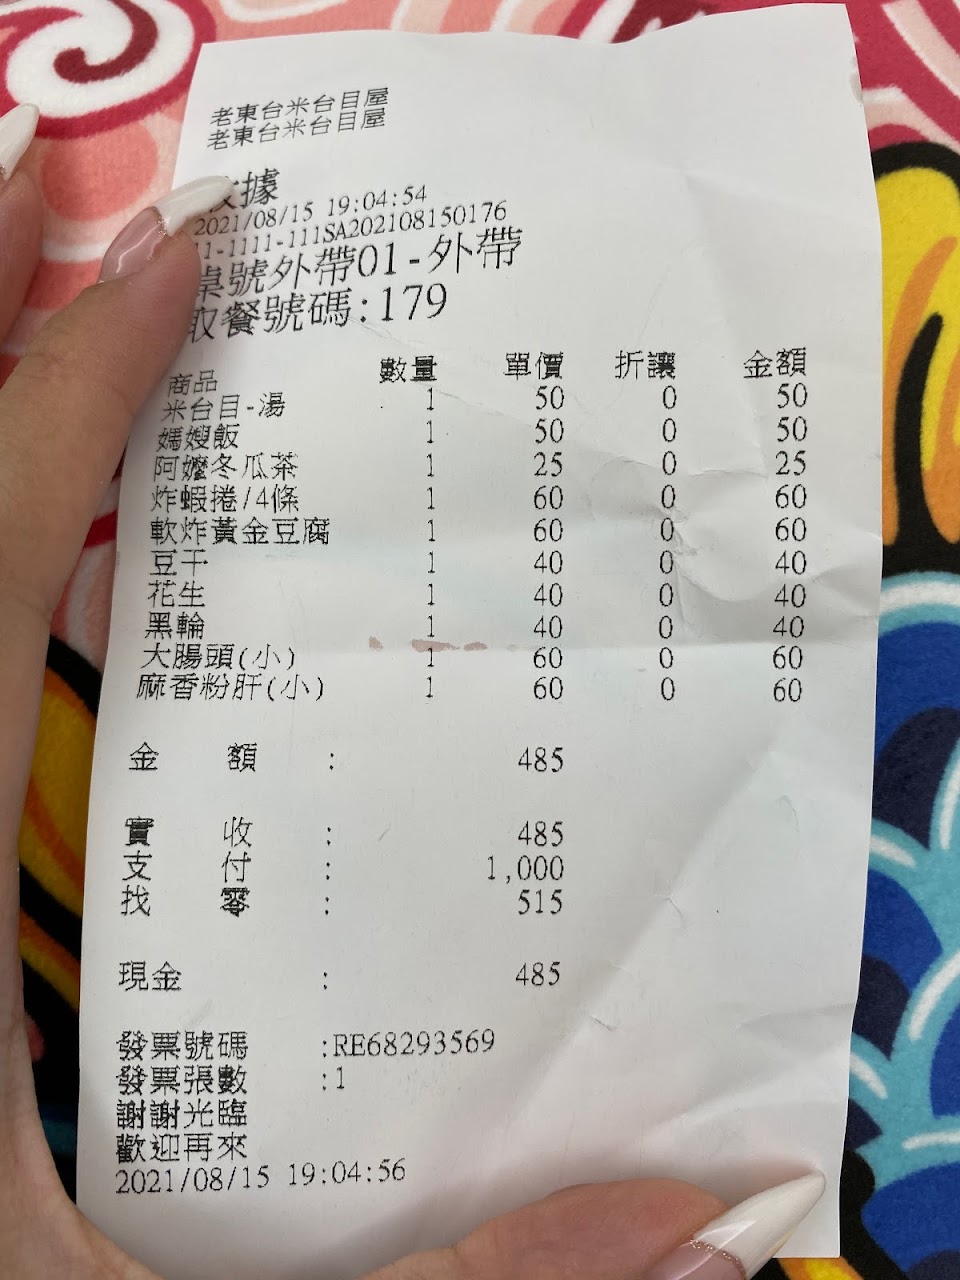 老東台米台目屋
老東台米台目屋
收據
2021/08/15 19:04:54
11-1111-111SA202108150176
桌號外帶01-外帶
取餐號碼:179
商品 數量 單價 折讓 金額
米台目-湯 1 50 0 50
媽嫂飯 1 50 0 50
阿嬤冬瓜茶 1 25 0 25
炸蝦捲/4條 1 60 0 60
軟炸黃金豆腐 1 60 0 60
豆干 1 40 0 40
花生 1 40 0 40
黑輪 1 40 0 40
大腸頭(小) 1 60 0 60
麻香粉肝(小) 1 60 0 60
金額: 485
實收: 485
支付: 1,000
找零: 515
現金: 485
發票號碼 :RE68293569
發票張數 :1
謝謝光臨
歡迎再來
2021/08/15 19:04:56